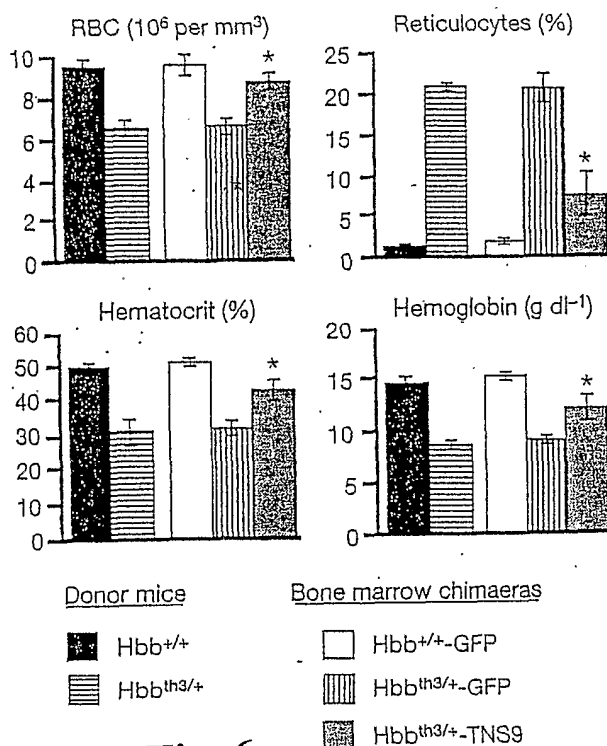 RBC (10⁶ per mm³)
10
8
6
4
2
0
*
Reticulocytes (%)
25
20
15
10
5
0
*
Hematocrit (%)
60
50
40
30
20
10
0
*
Hemoglobin (g dl⁻¹)
20
15
10
5
0
*
Donor mice
Hbb+/+
Hbbth3/+
Bone marrow chimaeras
Hbb+/+-GFP
Hbbth3/+-GFP
Hbbth3/+-TNS9